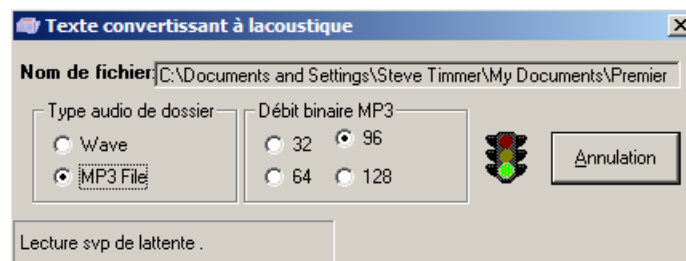 Texte convertissant à lacoustique
Nom de fichier: C:\Documents and Settings\Steve Timmer\My Documents\Premier
Type audio de dossier
Wave
MP3 File
Débit binaire MP3
32 96
64 128
Annulation
Lecture svp de lattente .